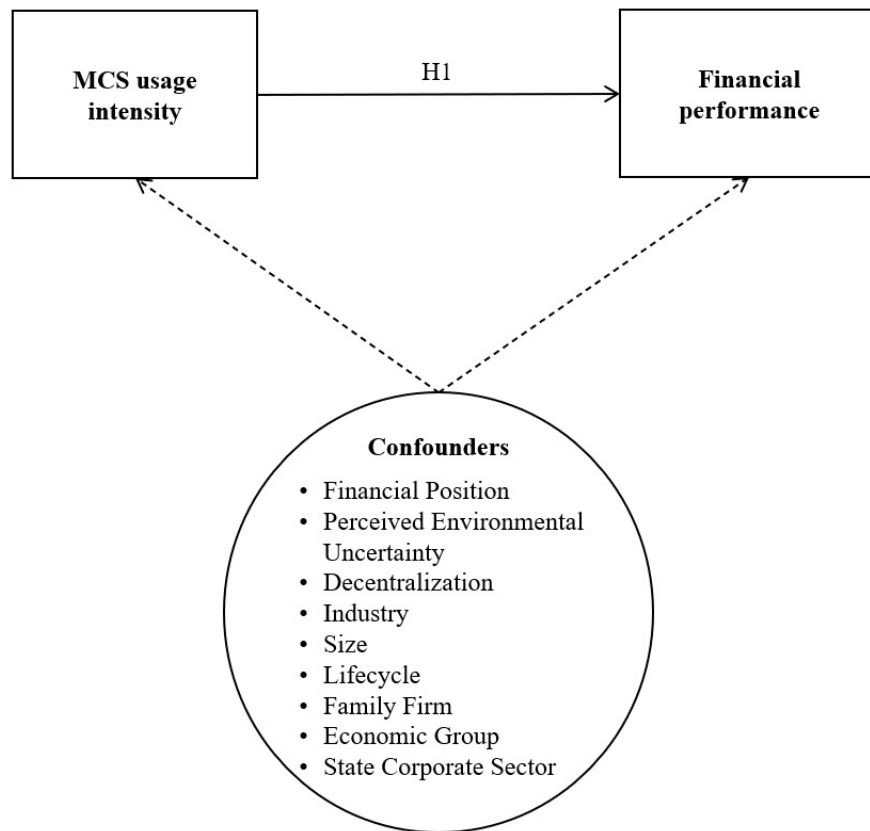 MCS usage
intensity
H1
Financial
performance
Confounders
• Financial Position
• Perceived Environmental
Uncertainty
• Decentralization
• Industry
• Size
• Lifecycle
• Family Firm
• Economic Group
• State Corporate Sector